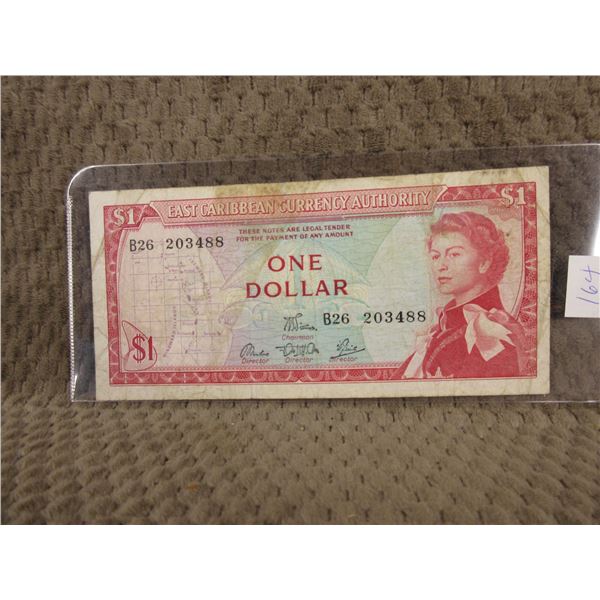 EAST CARIBBEAN CURRENCY AUTHORITY
$1 $1
THESE NOTES ARE LEGAL TENDER
FOR THE PAYMENT OF ANY AMOUNT
B26 203488
ONE
DOLLAR
B26 203488
Chairman
$1
Director Director Director
164